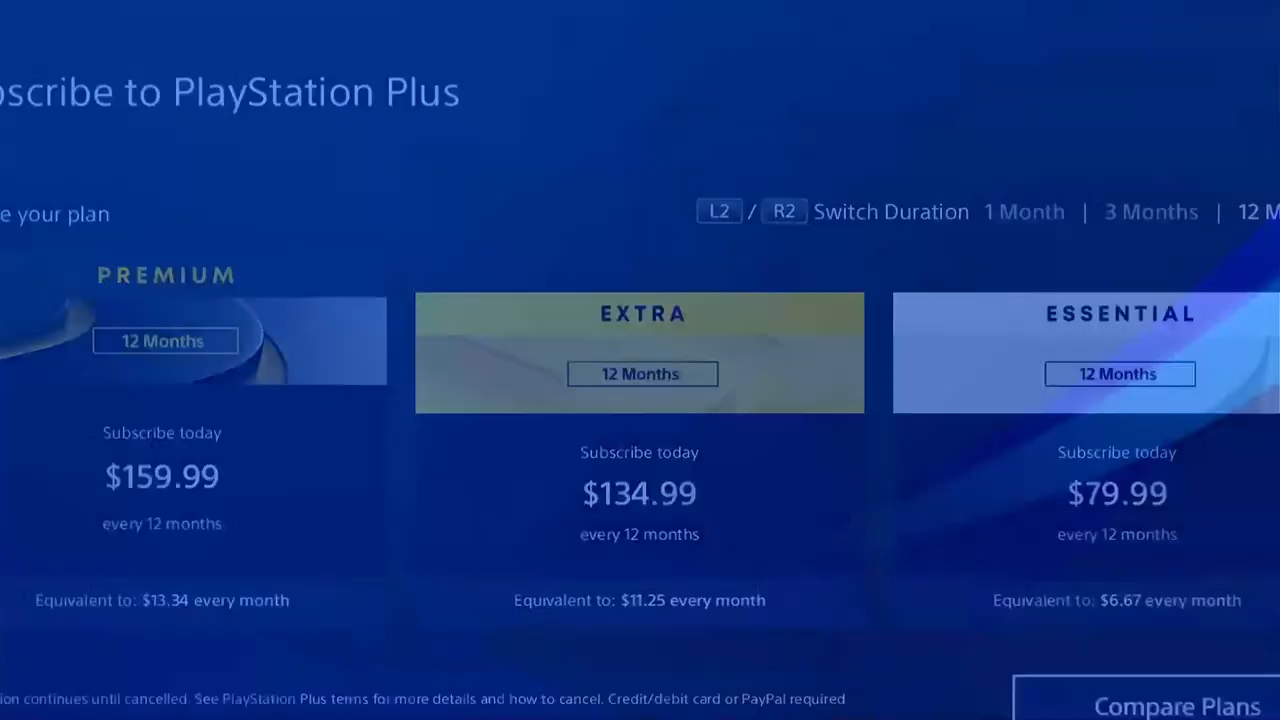 bscribe to PlayStation Plus
e your plan
L2 / R2 Switch Duration 1 Month | 3 Months | 12 M
PREMIUM
12 Months
Subscribe today
$159.99
every 12 months
Equivalent to: $13.34 every month
EXTRA
12 Months
Subscribe today
$134.99
every 12 months
Equivalent to: $11.25 every month
ESSENTIAL
12 Months
Subscribe today
$79.99
every 12 months
Equivalent to: $6.67 every month
ion continues until cancelled. See PlayStation Plus terms for more details and how to cancel. Credit/debit card or PayPal required
Compare Plans